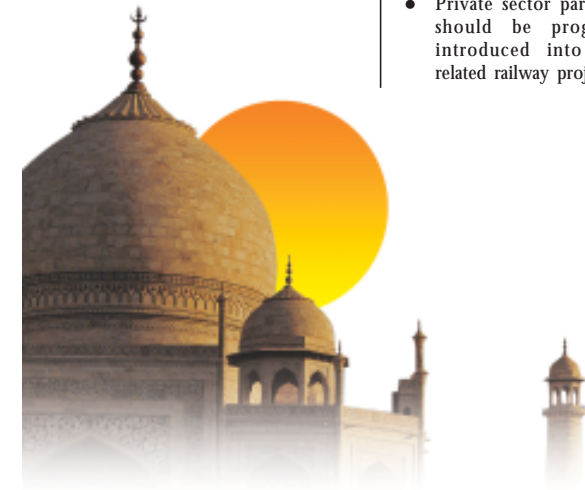 ● Private sector par
should be prog
introduced into
related railway proj